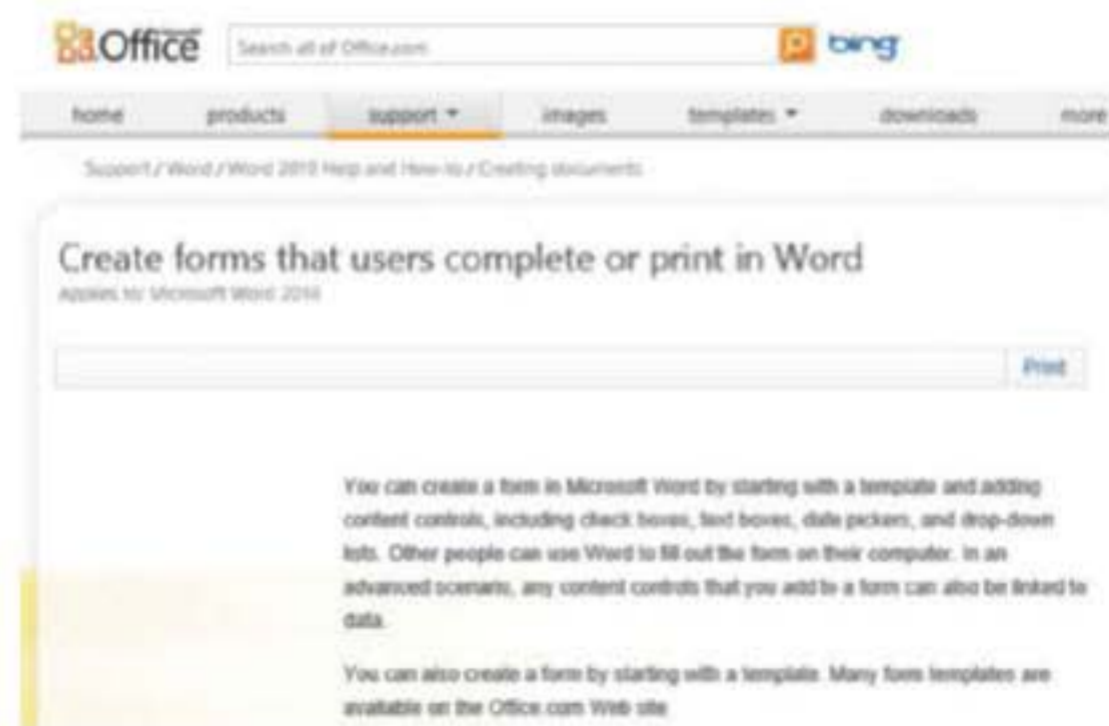 Office
Search all of Office.com
bing
home products support images templates downloads more
Support / Word / Word 2010 Help and How-to / Creating documents
Create forms that users complete or print in Word
Applies to: Microsoft Word 2010
Print
You can create a form in Microsoft Word by starting with a template and adding
content controls, including check boxes, text boxes, date pickers, and drop-down
lists. Other people can use Word to fill out the form on their computer. In an
advanced scenario, any content controls that you add to a form can also be linked to
data.
You can also create a form by starting with a template. Many form templates are
available on the Office.com Web site